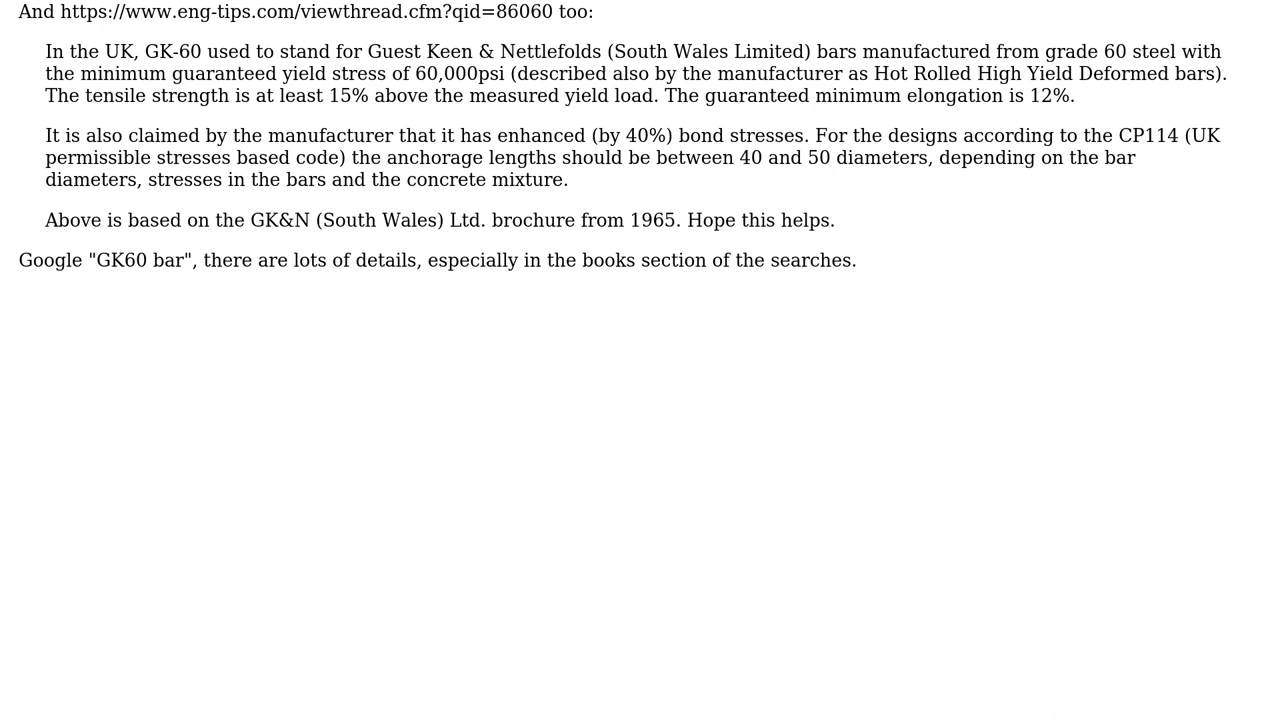 And https://www.eng-tips.com/viewthread.cfm?qid=86060 too:
In the UK, GK-60 used to stand for Guest Keen & Nettlefolds (South Wales Limited) bars manufactured from grade 60 steel with
the minimum guaranteed yield stress of 60,000psi (described also by the manufacturer as Hot Rolled High Yield Deformed bars).
The tensile strength is at least 15% above the measured yield load. The guaranteed minimum elongation is 12%.
It is also claimed by the manufacturer that it has enhanced (by 40%) bond stresses. For the designs according to the CP114 (UK
permissible stresses based code) the anchorage lengths should be between 40 and 50 diameters, depending on the bar
diameters, stresses in the bars and the concrete mixture.
Above is based on the GK&N (South Wales) Ltd. brochure from 1965. Hope this helps.
Google "GK60 bar", there are lots of details, especially in the books section of the searches.